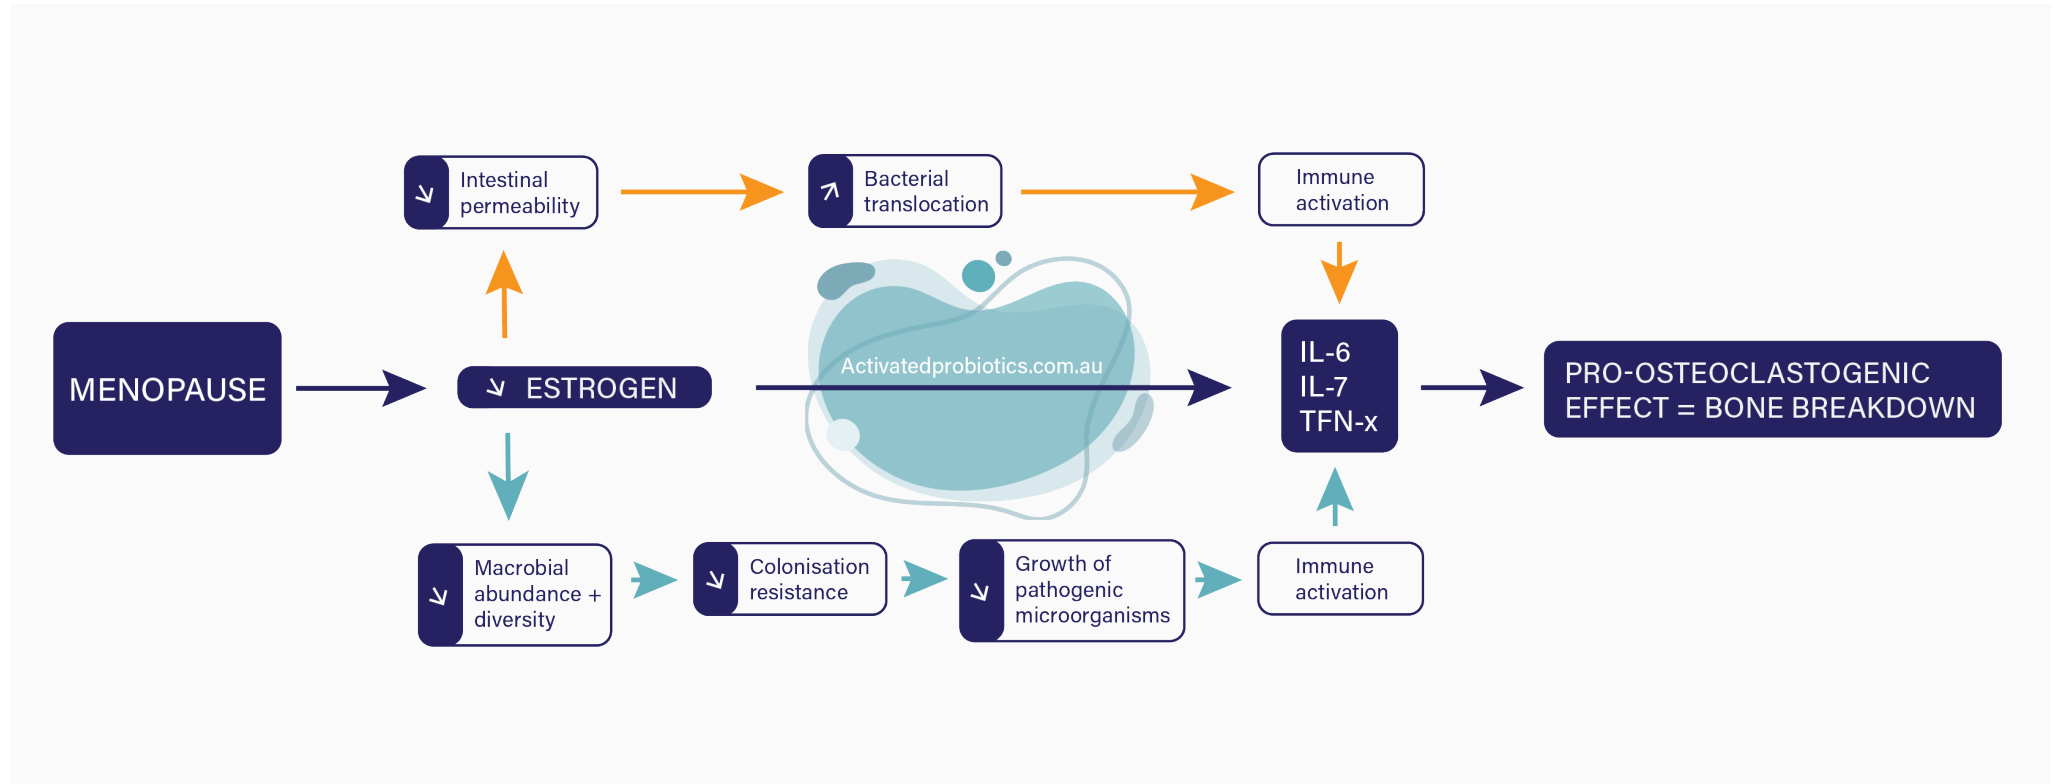 Intestinal
permeability
Bacterial
translocation
Immune
activation
MENOPAUSE
ESTROGEN
Activatedprobiotics.com.au
IL-6
IL-7
TFN-x
PRO-OSTEOCLASTOGENIC
EFFECT = BONE BREAKDOWN
Macrobial
abundance +
diversity
Colonisation
resistance
Growth of
pathogenic
microorganisms
Immune
activation